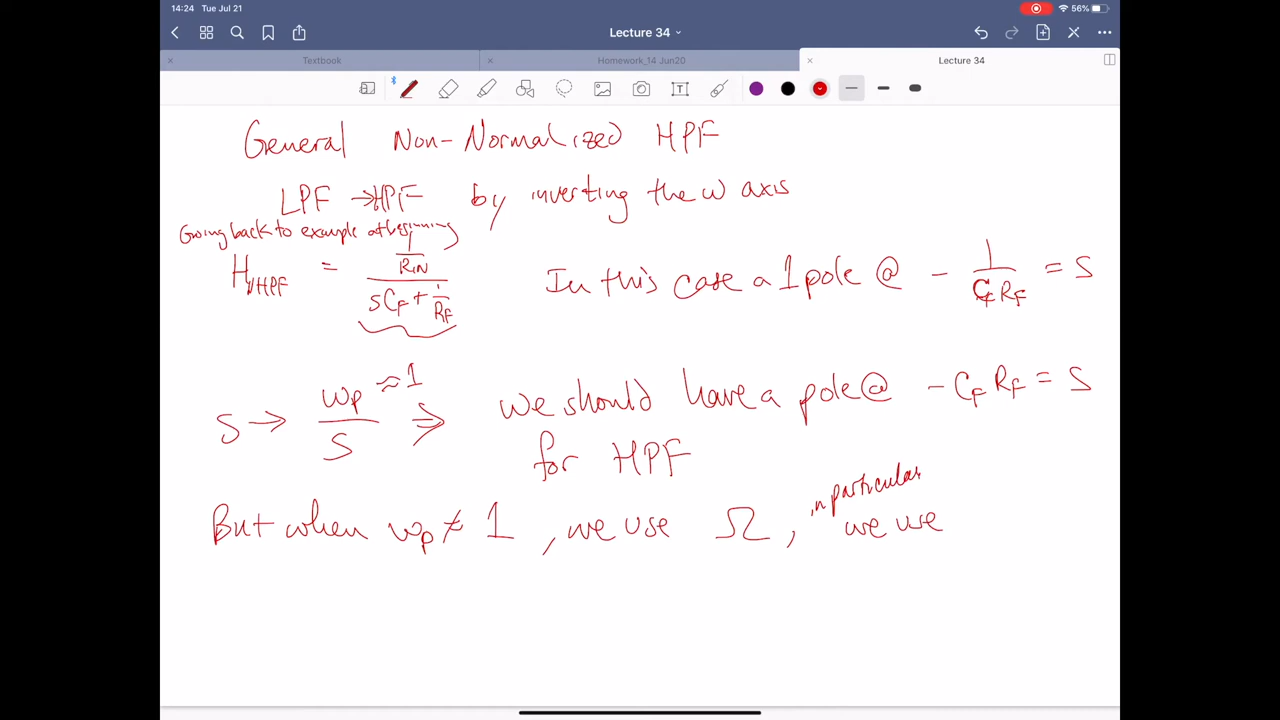 14:24 Tue Jul 21
56%
Lecture 34
Textbook
Homework_14 Jun20
Lecture 34
General Non-Normalized HPF
LPF → HPF by inverting the ω axis
Going back to example at beginning
= (1/R_IN) / (sC_F + 1/R_F) In this case a 1 pole @ - 1/(C_F R_F) = S
S → ω_p/S ≈1 ⇒ We should have a pole @ - C_F R_F = S
for HPF
But when ω_p ≠ 1, we use Ω, in particular we use